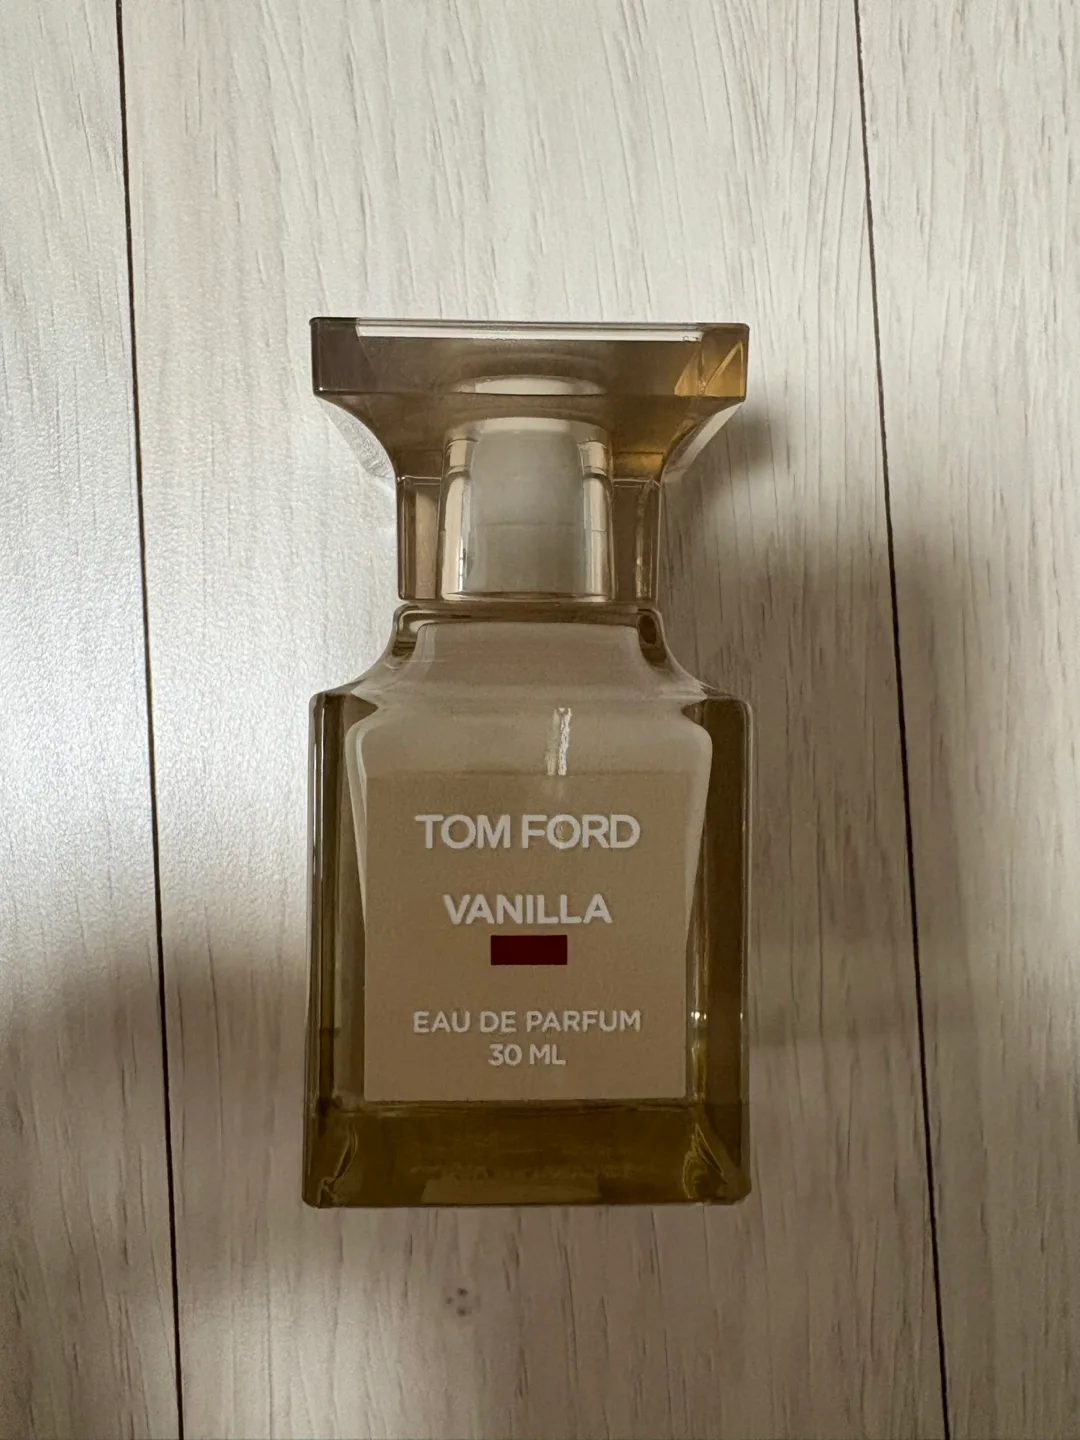 TOM FORD
VANILLA
EAU DE PARFUM
30 ML